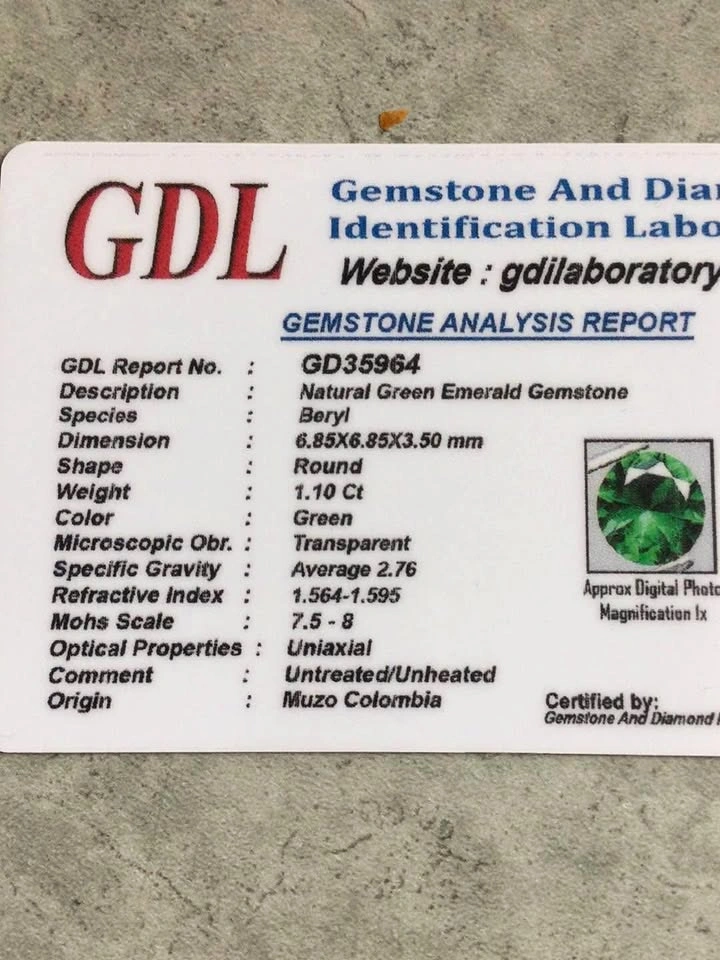 GDL
Gemstone And Dia
Identification Labo
Website : gdilaboratory
GEMSTONE ANALYSIS REPORT
GDL Report No. : GD35964
Description : Natural Green Emerald Gemstone
Species : Beryl
Dimension : 6.85X6.85X3.50 mm
Shape : Round
Weight : 1.10 Ct
Color : Green
Microscopic Obr. : Transparent
Specific Gravity : Average 2.76
Refractive Index : 1.564-1.595
Mohs Scale : 7.5 - 8
Optical Properties : Uniaxial
Comment : Untreated/Unheated
Origin : Muzo Colombia
Approx Digital Photo
Magnification Ix
Certified by:
Gemstone And Diamond